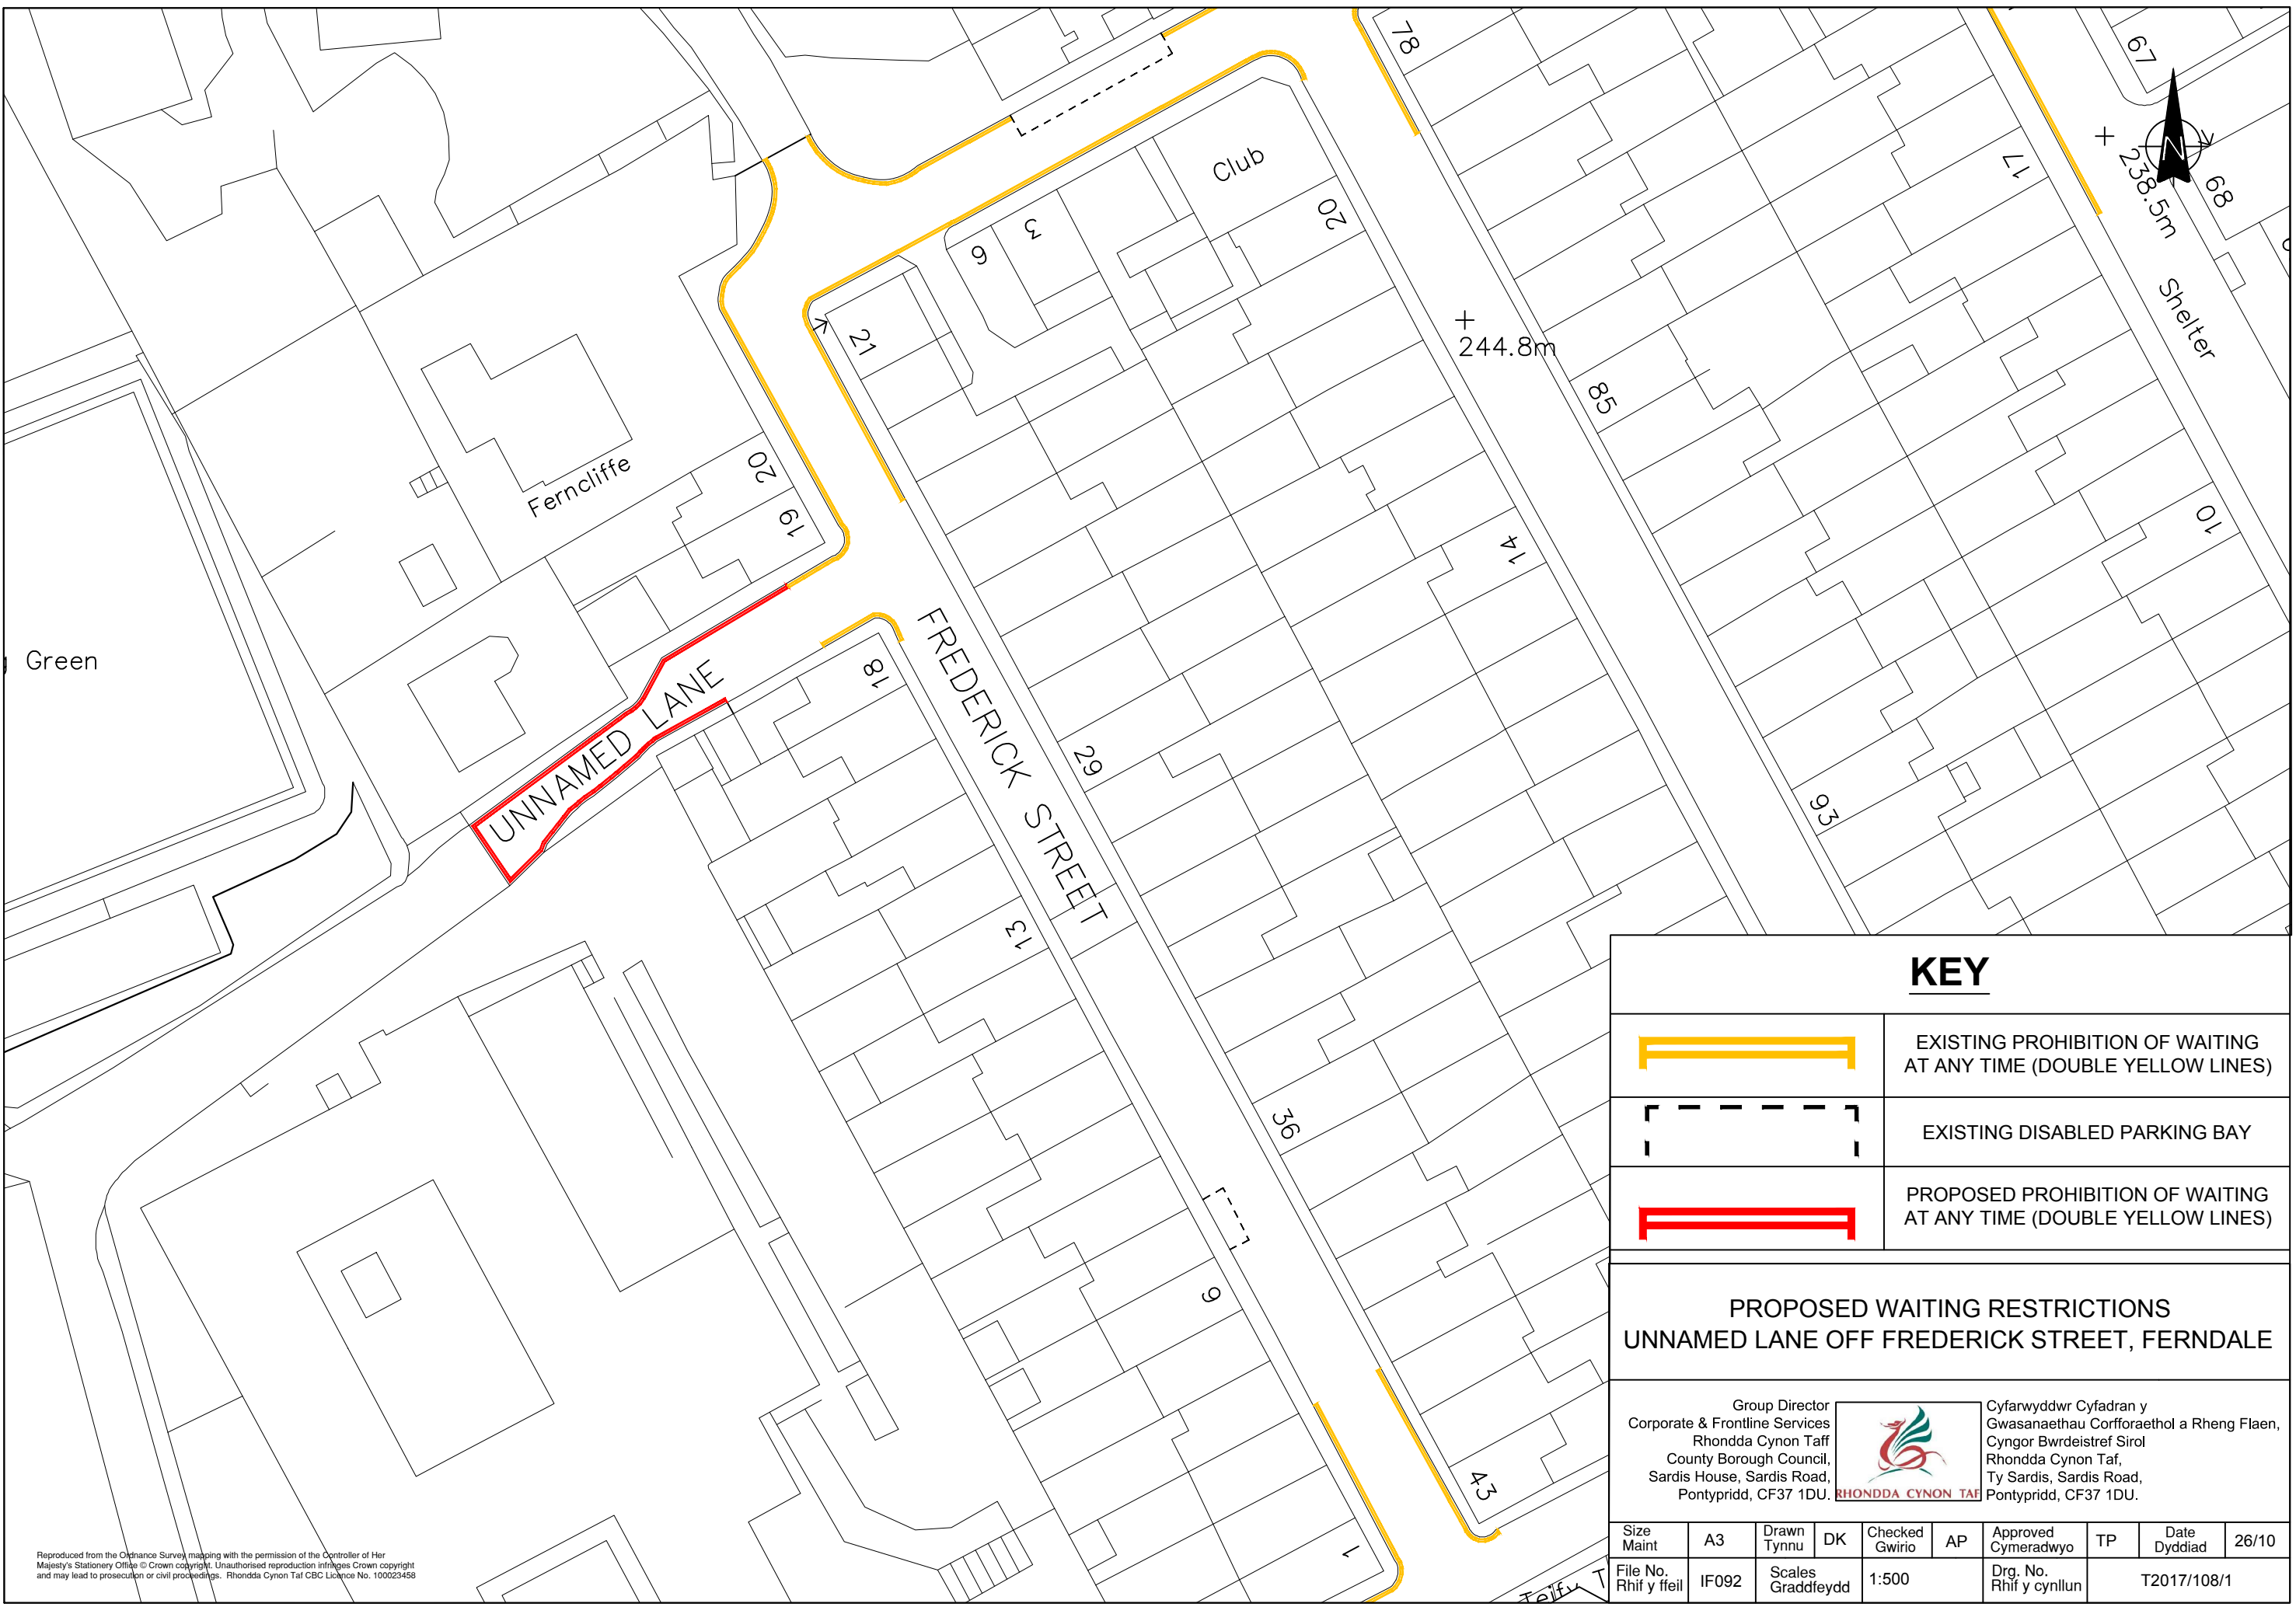 78
67
Club
17
N
238.5m
68
20
3
6
Shelter
21
244.8m
85
20
Ferncliffe
19
10
14
Green
18
UNNAMED LANE
FREDERICK STREET
29
93
13
36
9
43
1
KEY
EXISTING PROHIBITION OF WAITING
AT ANY TIME (DOUBLE YELLOW LINES)
EXISTING DISABLED PARKING BAY
PROPOSED PROHIBITION OF WAITING
AT ANY TIME (DOUBLE YELLOW LINES)
PROPOSED WAITING RESTRICTIONS
UNNAMED LANE OFF FREDERICK STREET, FERNDALE
Group Director
Corporate & Frontline Services
Rhondda Cynon Taff
County Borough Council,
Sardis House, Sardis Road,
Pontypridd, CF37 1DU.
RHONDDA CYNON TAF
Cyfarwyddwr Cyfadran y
Gwasanaethau Corfforaethol a Rheng Flaen,
Cyngor Bwrdeistref Sirol
Rhondda Cynon Taf,
Ty Sardis, Sardis Road,
Pontypridd, CF37 1DU.
Size A3 Drawn DK Checked AP Approved TP Date 26/10
Maint Tynnu Gwirio Cymeradwyo Dyddiad
File No. IF092 Scales 1:500 Drg. No. T2017/108/1
Rhif y ffeil Graddfeydd Rhif y cynllun
Teify T
Reproduced from the Ordnance Survey mapping with the permission of the Controller of Her
Majesty's Stationery Office © Crown copyright. Unauthorised reproduction infringes Crown copyright
and may lead to prosecution or civil proceedings. Rhondda Cynon Taf CBC Licence No. 100023458